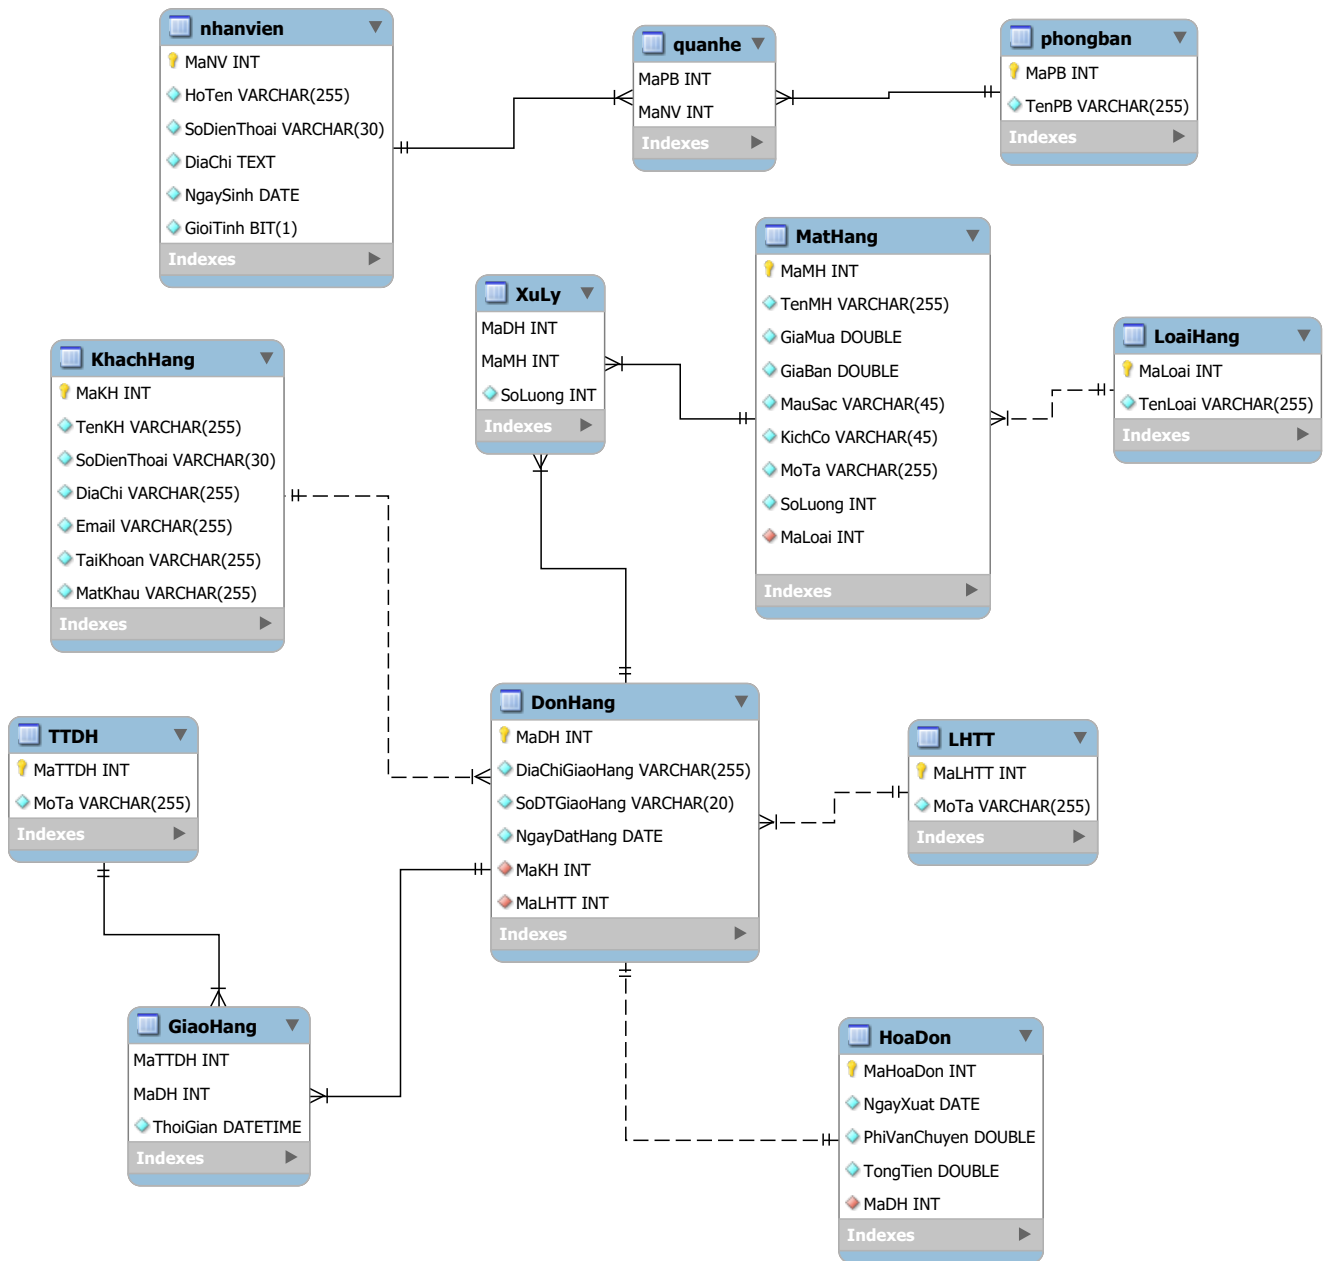 nhanvien
MaNV INT
HoTen VARCHAR(255)
SoDienThoai VARCHAR(30)
DiaChi TEXT
NgaySinh DATE
GioiTinh BIT(1)
Indexes
quanhe
MaPB INT
MaNV INT
Indexes
phongban
MaPB INT
TenPB VARCHAR(255)
Indexes
XuLy
MaDH INT
MaMH INT
SoLuong INT
Indexes
MatHang
MaMH INT
TenMH VARCHAR(255)
GiaMua DOUBLE
GiaBan DOUBLE
MauSac VARCHAR(45)
KichCo VARCHAR(45)
MoTa VARCHAR(255)
SoLuong INT
MaLoai INT
Indexes
LoaiHang
MaLoai INT
TenLoai VARCHAR(255)
Indexes
KhachHang
MaKH INT
TenKH VARCHAR(255)
SoDienThoai VARCHAR(30)
DiaChi VARCHAR(255)
Email VARCHAR(255)
TaiKhoan VARCHAR(255)
MatKhau VARCHAR(255)
Indexes
TTDH
MaTTDH INT
MoTa VARCHAR(255)
Indexes
DonHang
MaDH INT
DiaChiGiaoHang VARCHAR(255)
SoDTGiaoHang VARCHAR(20)
NgayDatHang DATE
MaKH INT
MaLHTT INT
Indexes
LHTT
MaLHTT INT
MoTa VARCHAR(255)
Indexes
GiaoHang
MaTTDH INT
MaDH INT
ThoiGian DATETIME
Indexes
HoaDon
MaHoaDon INT
NgayXuat DATE
PhiVanChuyen DOUBLE
TongTien DOUBLE
MaDH INT
Indexes